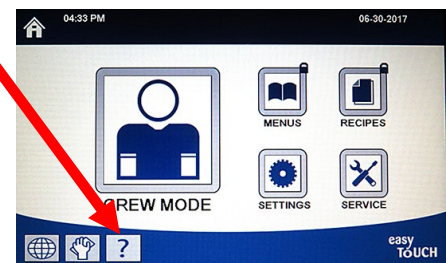 04:33 PM
06-30-2017
MENUS
RECIPES
CREW MODE
SETTINGS
SERVICE
?
easy
TOUCH